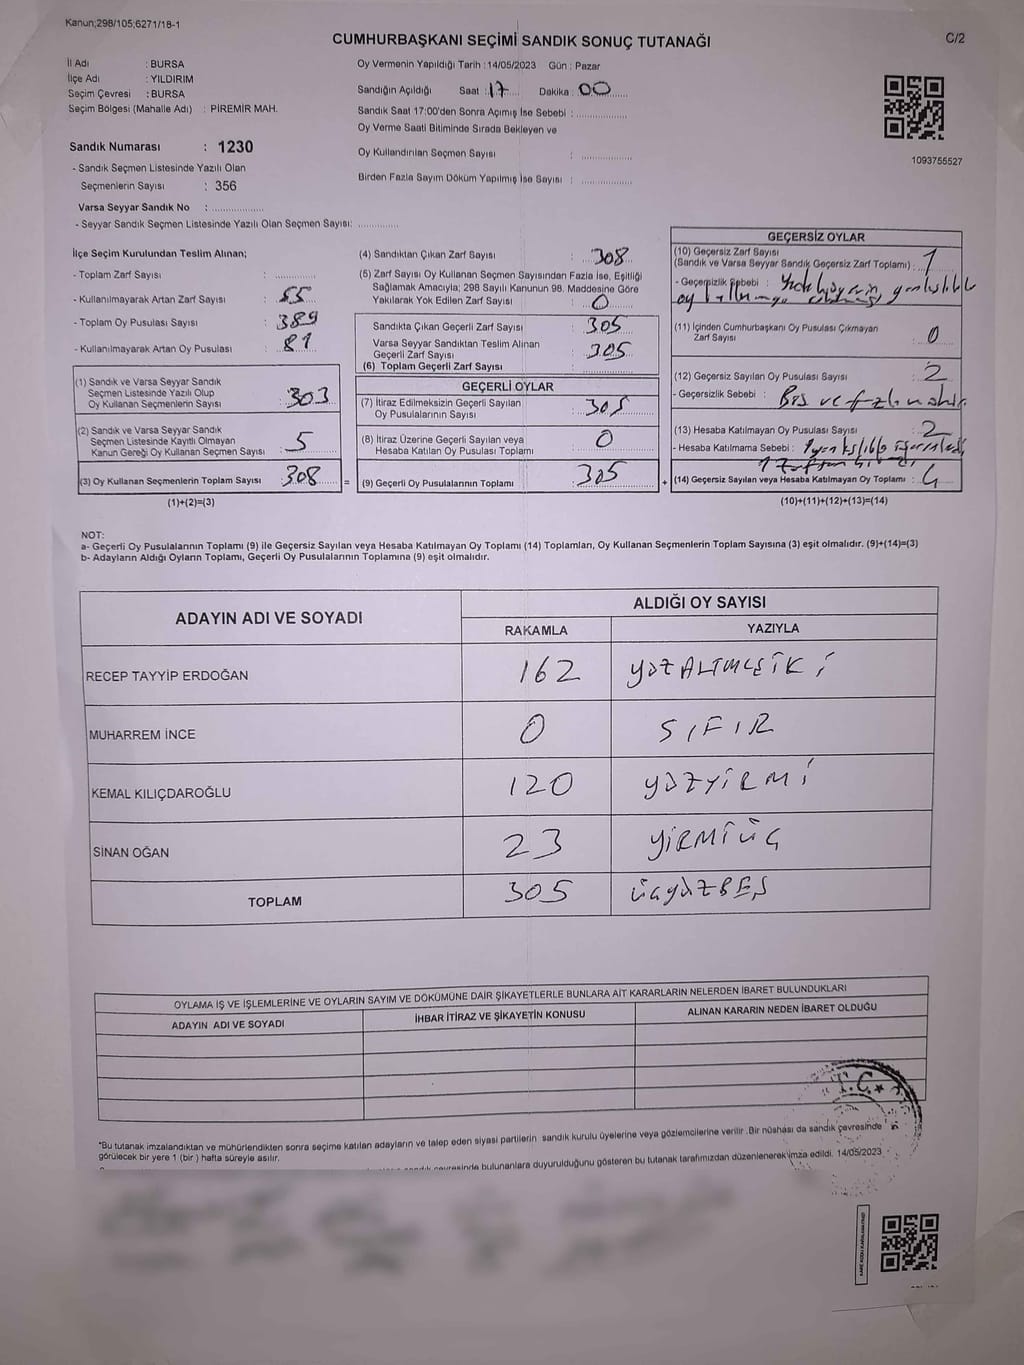 Kanun;298/105;6271/18-1
CUMHURBAŞKANI SEÇİMİ SANDIK SONUÇ TUTANAĞI
C/2
İl Adı : BURSA
İlçe Adı : YILDIRIM
Seçim Çevresi : BURSA
Seçim Bölgesi (Mahalle Adı) : PİREMİR MAH.
Sandık Numarası : 1230
- Sandık Seçmen Listesinde Yazılı Olan
Seçmenlerin Sayısı : 356
Varsa Seyyar Sandık No : ..................
- Seyyar Sandık Seçmen Listesinde Yazılı Olan Seçmen Sayısı: ..............
Oy Vermenin Yapıldığı Tarih : 14/05/2023 Gün : Pazar
Sandığın Açıldığı Saat : 17 Dakika : 00
Sandık Saat 17:00'den Sonra Açımış İse Sebebi : ..................
Oy Verme Saati Bitiminde Sırada Bekleyen ve
Oy Kullandırılan Seçmen Sayısı : ..................
Birden Fazla Sayım Döküm Yapılmış İse Sayısı : ..................
1093755527
İlçe Seçim Kurulundan Teslim Alınan;
- Toplam Zarf Sayısı : ..............
- Kullanılmayarak Artan Zarf Sayısı : 55
- Toplam Oy Pusulası Sayısı : 389
- Kullanılmayarak Artan Oy Pusulası : 81
(1) Sandık ve Varsa Seyyar Sandık
Seçmen Listesinde Yazılı Olup
Oy Kullanan Seçmenlerin Sayısı 303
(2) Sandık ve Varsa Seyyar Sandık
Seçmen Listesinde Kayıtlı Olmayan
Kanun Gereği Oy Kullanan Seçmen Sayısı 5
(3) Oy Kullanan Seçmenlerin Toplam Sayısı : 308
(1)+(2)=(3)
=
(4) Sandıktan Çıkan Zarf Sayısı : 308
(5) Zarf Sayısı Oy Kullanan Seçmen Sayısından Fazla İse, Eşitliği
Sağlamak Amacıyla; 298 Sayılı Kanunun 98. Maddesine Göre
Yakılarak Yok Edilen Zarf Sayısı : 0
Sandıkta Çıkan Geçerli Zarf Sayısı : 305
Varsa Seyyar Sandıktan Teslim Alınan
Geçerli Zarf Sayısı : 305
(6) Toplam Geçerli Zarf Sayısı :
GEÇERLİ OYLAR
(7) İtiraz Edilmeksizin Geçerli Sayılan
Oy Pusulalarının Sayısı : 305
(8) İtiraz Üzerine Geçerli Sayılan veya
Hesaba Katılan Oy Pusulası Toplamı : 0
(9) Geçerli Oy Pusulalarının Toplamı : 305
+
GEÇERSİZ OYLAR
(10) Geçersiz Zarf Sayısı
(Sandık ve Varsa Seyyar Sandık Geçersiz Zarf Toplamı) : 1
- Geçersizlik Sebebi :
oy
(11) İçinden Cumhurbaşkanı Oy Pusulası Çıkmayan
Zarf Sayısı : 0
(12) Geçersiz Sayılan Oy Pusulası Sayısı : 2
- Geçersizlik Sebebi :
(13) Hesaba Katılmayan Oy Pusulası Sayısı : 2
- Hesaba Katılmama Sebebi :
(14) Geçersiz Sayılan veya Hesaba Katılmayan Oy Toplamı :
(10)+(11)+(12)+(13)=(14)
NOT:
a- Geçerli Oy Pusulalarının Toplamı (9) ile Geçersiz Sayılan veya Hesaba Katılmayan Oy Toplamı (14) Toplamları, Oy Kullanan Seçmenlerin Toplam Sayısına (3) eşit olmalıdır. (9)+(14)=(3)
b- Adayların Aldığı Oyların Toplamı, Geçerli Oy Pusulalarının Toplamına (9) eşit olmalıdır.
ADAYIN ADI VE SOYADI ALDIĞI OY SAYISI
RAKAMLA YAZIYLA
RECEP TAYYİP ERDOĞAN 162 YÜZALTMIŞİKİ
MUHARREM İNCE 0 SIFIR
KEMAL KILIÇDAROĞLU 120 YÜZYİRMİ
SİNAN OĞAN 23 YİRMİÜÇ
TOPLAM 305 ÜÇYÜZBEŞ
OYLAMA İŞ VE İŞLEMLERİNE VE OYLARIN SAYIM VE DÖKÜMÜNE DAİR ŞİKAYETLERLE BUNLARA AİT KARARLARIN NELERDEN İBARET BULUNDUKLARI
ADAYIN ADI VE SOYADI İHBAR İTİRAZ VE ŞİKAYETİN KONUSU ALINAN KARARIN NEDEN İBARET OLDUĞU
T.C.
*Bu tutanak imzalandıktan ve mühürlendikten sonra seçime katılan adayların ve talep eden siyasi partilerin sandık kurulu üyelerine veya gözlemcilerine verilir. Bir nüshası da sandık çevresinde
görülecek bir yere 1 (bir) hafta süreyle asılır.
sandık çevresinde bulunanlara duyurulduğunu gösteren bu tutanak tarafımızdan düzenlenerek imza edildi. 14/05/2023